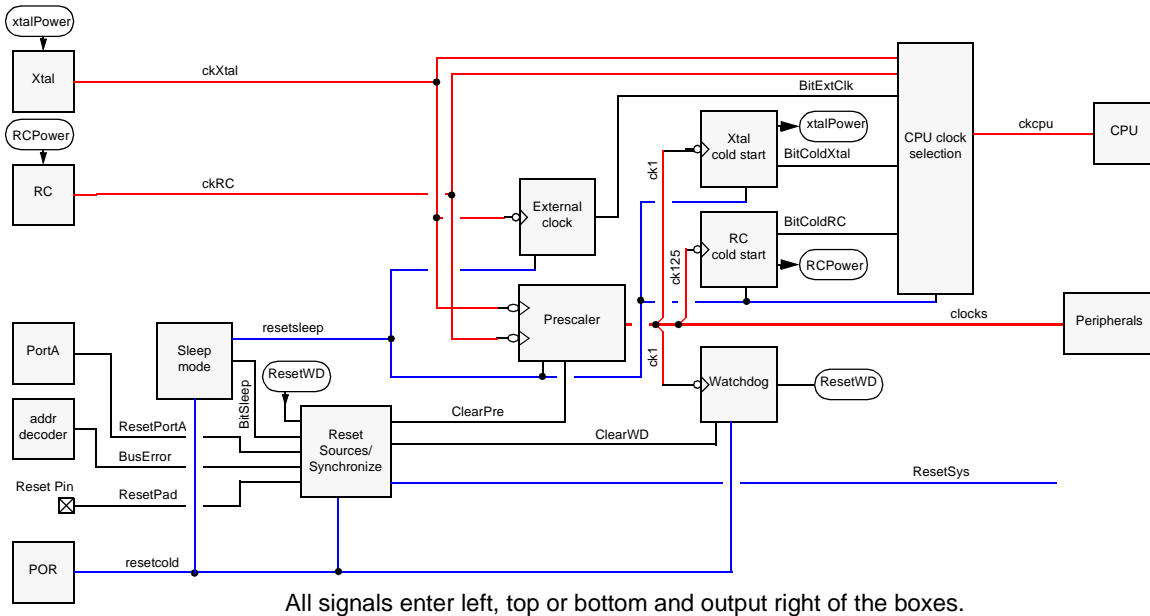 xtalPower
Xtal
ckXtal
RCPower
RC
ckRC
BitExtClk
Xtal
cold start
xtalPower
BitColdXtal
CPU clock
selection
ckcpu
CPU
ck1
External
clock
BitColdRC
RC
cold start
RCPower
ck125
Prescaler
clocks
Peripherals
resetsleep
PortA
Sleep
mode
ResetWD
ck1
Watchdog
ResetWD
BitSleep
ClearPre
addr
decoder
ResetPortA
Reset
Sources/
Synchronize
ClearWD
BusError
ResetSys
Reset Pin
ResetPad
POR
resetcold
All signals enter left, top or bottom and output right of the boxes.